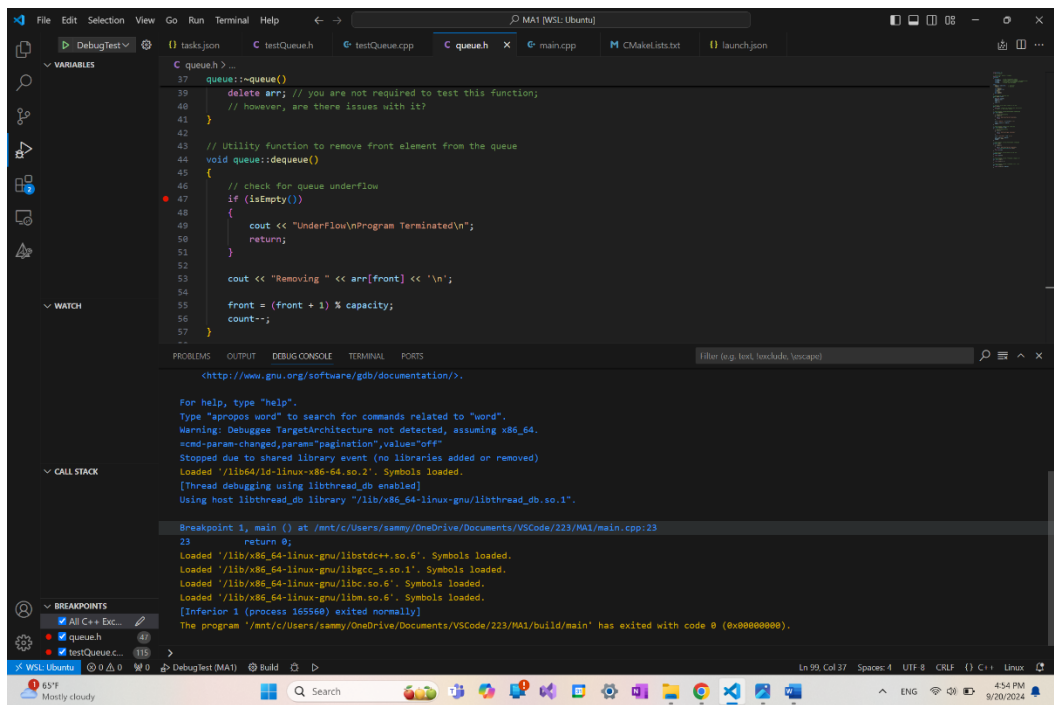 File Edit Selection View Go Run Terminal Help
MA1 [WSL: Ubuntu]
DebugTest
{} tasks.json
C testQueue.h
C+ testQueue.cpp
C queue.h
C+ main.cpp
M CMakeLists.txt
{} launch.json
VARIABLES
C queue.h > ...
37 queue::~queue()
39 delete arr; // you are not required to test this function;
40 // however, are there issues with it?
41 }
42
43 // Utility function to remove front element from the queue
44 void queue::dequeue()
45 {
46 // check for queue underflow
47 if (isEmpty())
48 {
49 cout << "UnderFlow\nProgram Terminated\n";
50 return;
51 }
52
53 cout << "Removing " << arr[front] << '\n';
54
55 front = (front + 1) % capacity;
56 count--;
57 }
WATCH
PROBLEMS OUTPUT DEBUG CONSOLE TERMINAL PORTS
Filter (e.g. text, !exclude, \escape)
<http://www.gnu.org/software/gdb/documentation/>.
For help, type "help".
Type "apropos word" to search for commands related to "word".
Warning: Debuggee TargetArchitecture not detected, assuming x86_64.
=cmd-param-changed,param="pagination",value="off"
Stopped due to shared library event (no libraries added or removed)
Loaded '/lib64/ld-linux-x86-64.so.2'. Symbols loaded.
[Thread debugging using libthread_db enabled]
Using host libthread_db library "/lib/x86_64-linux-gnu/libthread_db.so.1".
CALL STACK
Breakpoint 1, main () at /mnt/c/Users/sammy/OneDrive/Documents/VSCode/223/MA1/main.cpp:23
23 return 0;
Loaded '/lib/x86_64-linux-gnu/libstdc++.so.6'. Symbols loaded.
Loaded '/lib/x86_64-linux-gnu/libgcc_s.so.1'. Symbols loaded.
Loaded '/lib/x86_64-linux-gnu/libc.so.6'. Symbols loaded.
Loaded '/lib/x86_64-linux-gnu/libm.so.6'. Symbols loaded.
[Inferior 1 (process 165560) exited normally]
The program '/mnt/c/Users/sammy/OneDrive/Documents/VSCode/223/MA1/build/main' has exited with code 0 (0x00000000).
BREAKPOINTS
All C++ Exc...
queue.h 47
testQueue.c... 115
>
WSL: Ubuntu 0 0 0 DebugTest (MA1) Build
Ln 99, Col 37 Spaces: 4 UTF-8 CRLF {} C++ Linux
2
1
65°F
Mostly cloudy
Search
ENG
4:54 PM
9/20/2024